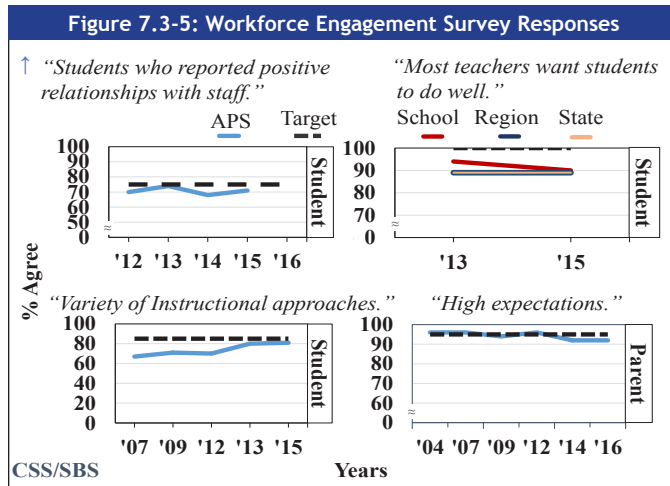 Figure 7.3-5: Workforce Engagement Survey Responses
↑ “Students who reported positive
relationships with staff.”
APS Target
80
70
60
50
0
'12 '13 '14 '15 '16
Student
“Most teachers want students
to do well.”
School Region State
100
90
80
70
60
0
'13 '15
Student
% Agree
“Variety of Instructional approaches.”
100
80
60
40
20
0
'07 '09 '12 '13 '15
Student
“High expectations.”
100
90
80
70
60
0
'04 '07 '09 '12 '14 '16
Parent
CSS/SBS
Years